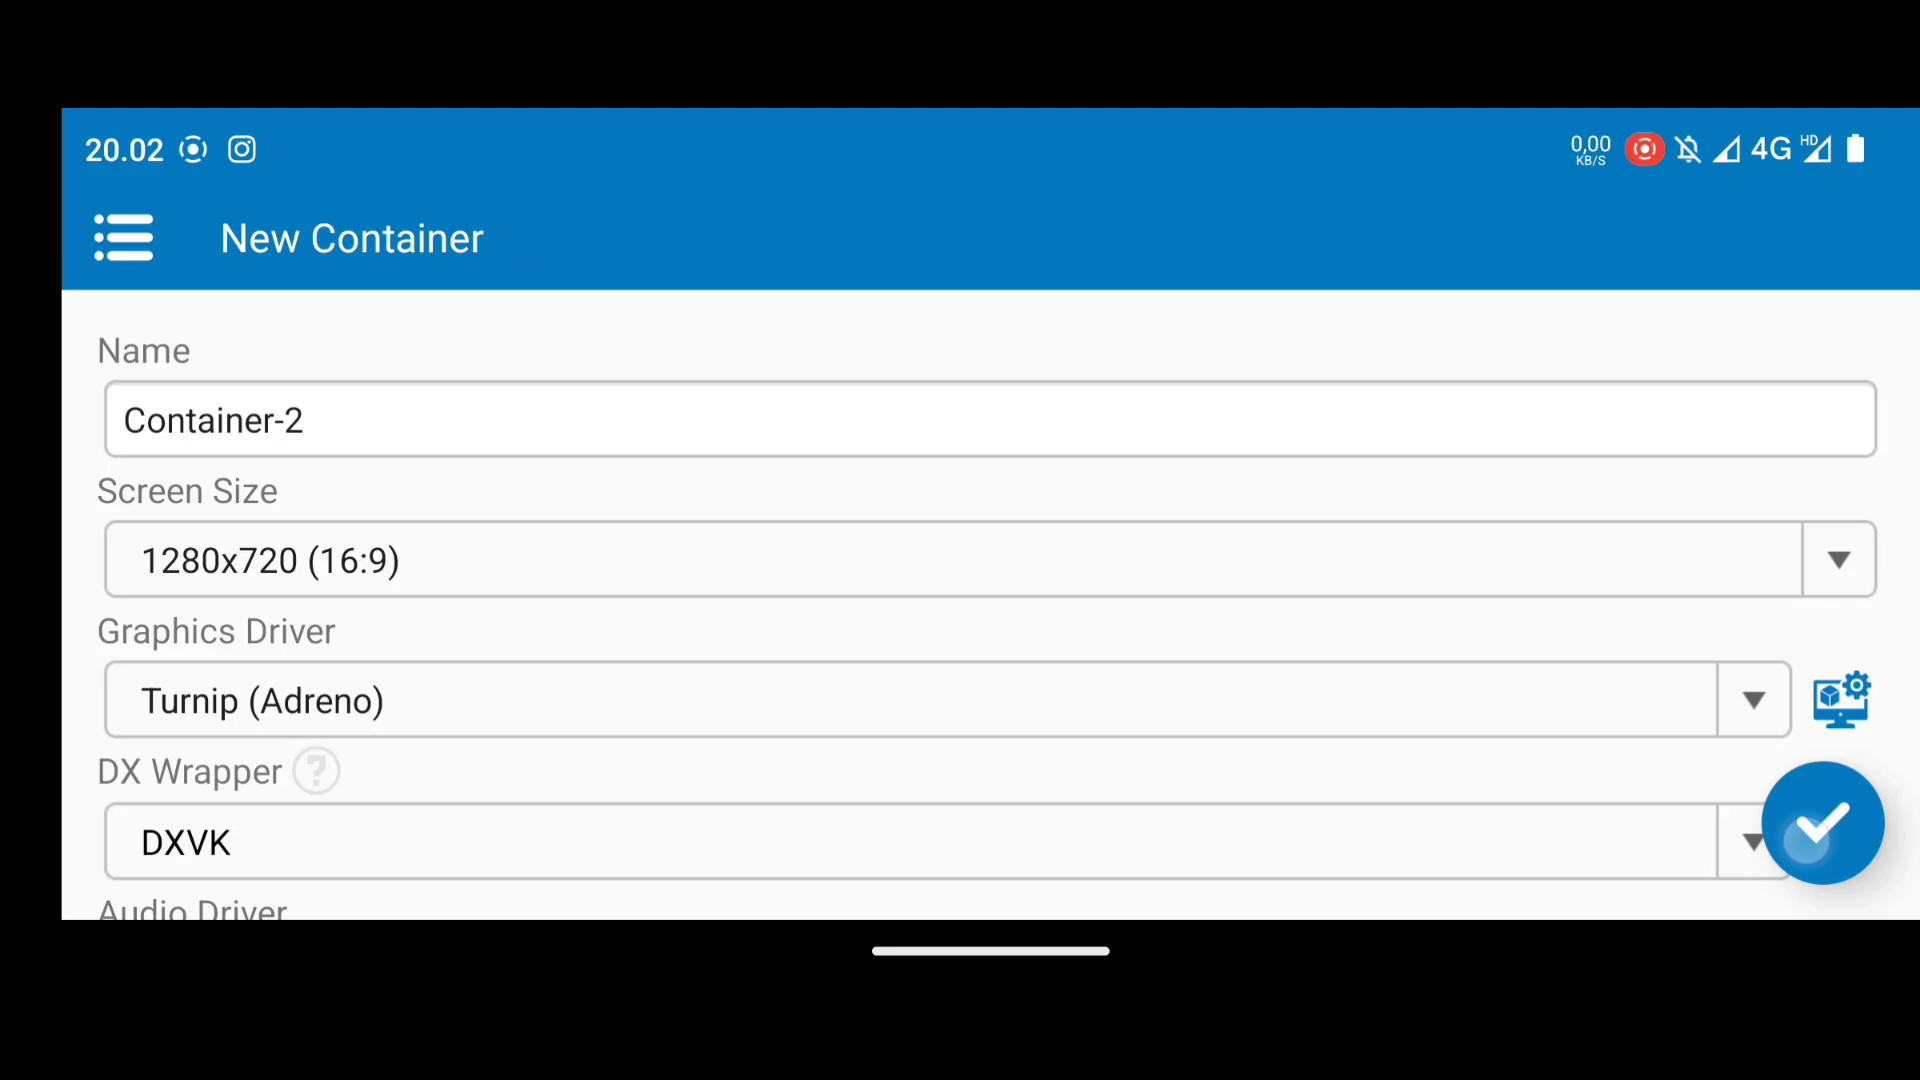 20.02
0,00
KB/S
4G
HD
New Container
Name
Container-2
Screen Size
1280x720 (16:9)
Graphics Driver
Turnip (Adreno)
DX Wrapper ?
DXVK
Audio Driver